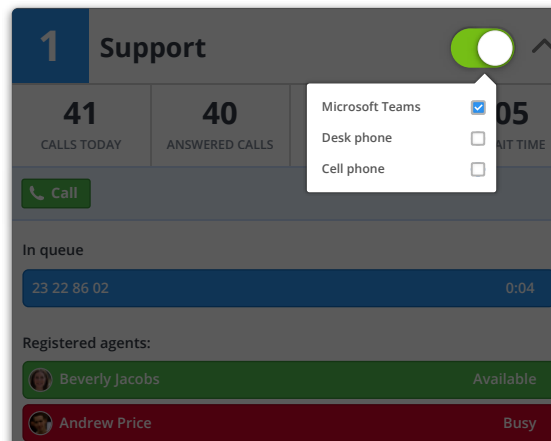 1 Support
41 40 05
CALLS TODAY ANSWERED CALLS AIT TIME
Microsoft Teams
Desk phone
Cell phone
Call
In queue
23 22 86 02 0:04
Registered agents:
Beverly Jacobs Available
Andrew Price Busy